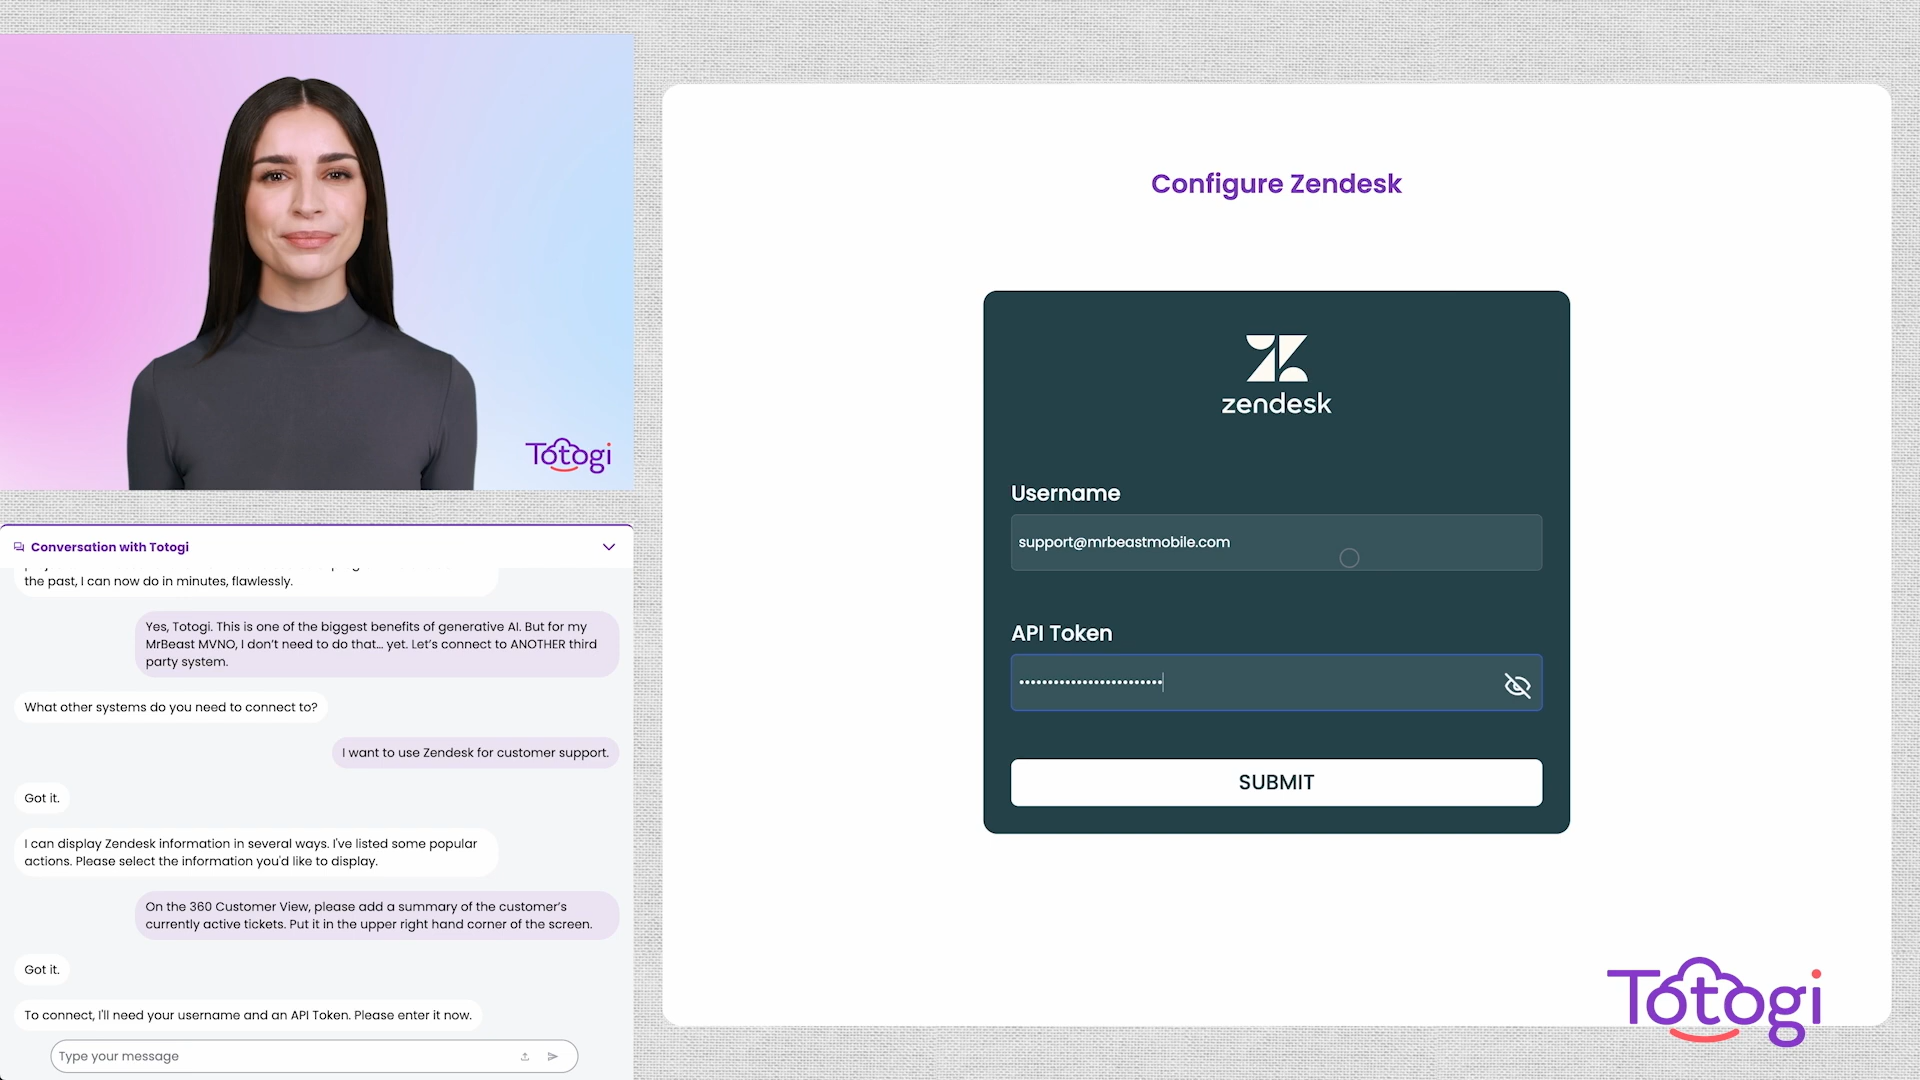 Totogi
Conversation with Totogi
the past, I can now do in minutes, flawlessly.
Yes, Totogi. This is one of the biggest benefits of generative AI. But for my
MrBeast MVNO, I don't need to do that... yet. Let's connect to ANOTHER third
party system.
What other systems do you need to connect to?
I want to use Zendesk for customer support.
Got it.
I can display Zendesk information in several ways. I've listed some popular
actions. Please select the information you'd like to display.
On the 360 Customer View, please add a summary of the customer's
currently active tickets. Put it in the upper right hand corner of the screen.
Got it.
To connect, I'll need your username and an API Token. Please enter it now.
Type your message
Configure Zendesk
zendesk
Username
support@mrbeastmobile.com
API Token
SUBMIT
Totogi